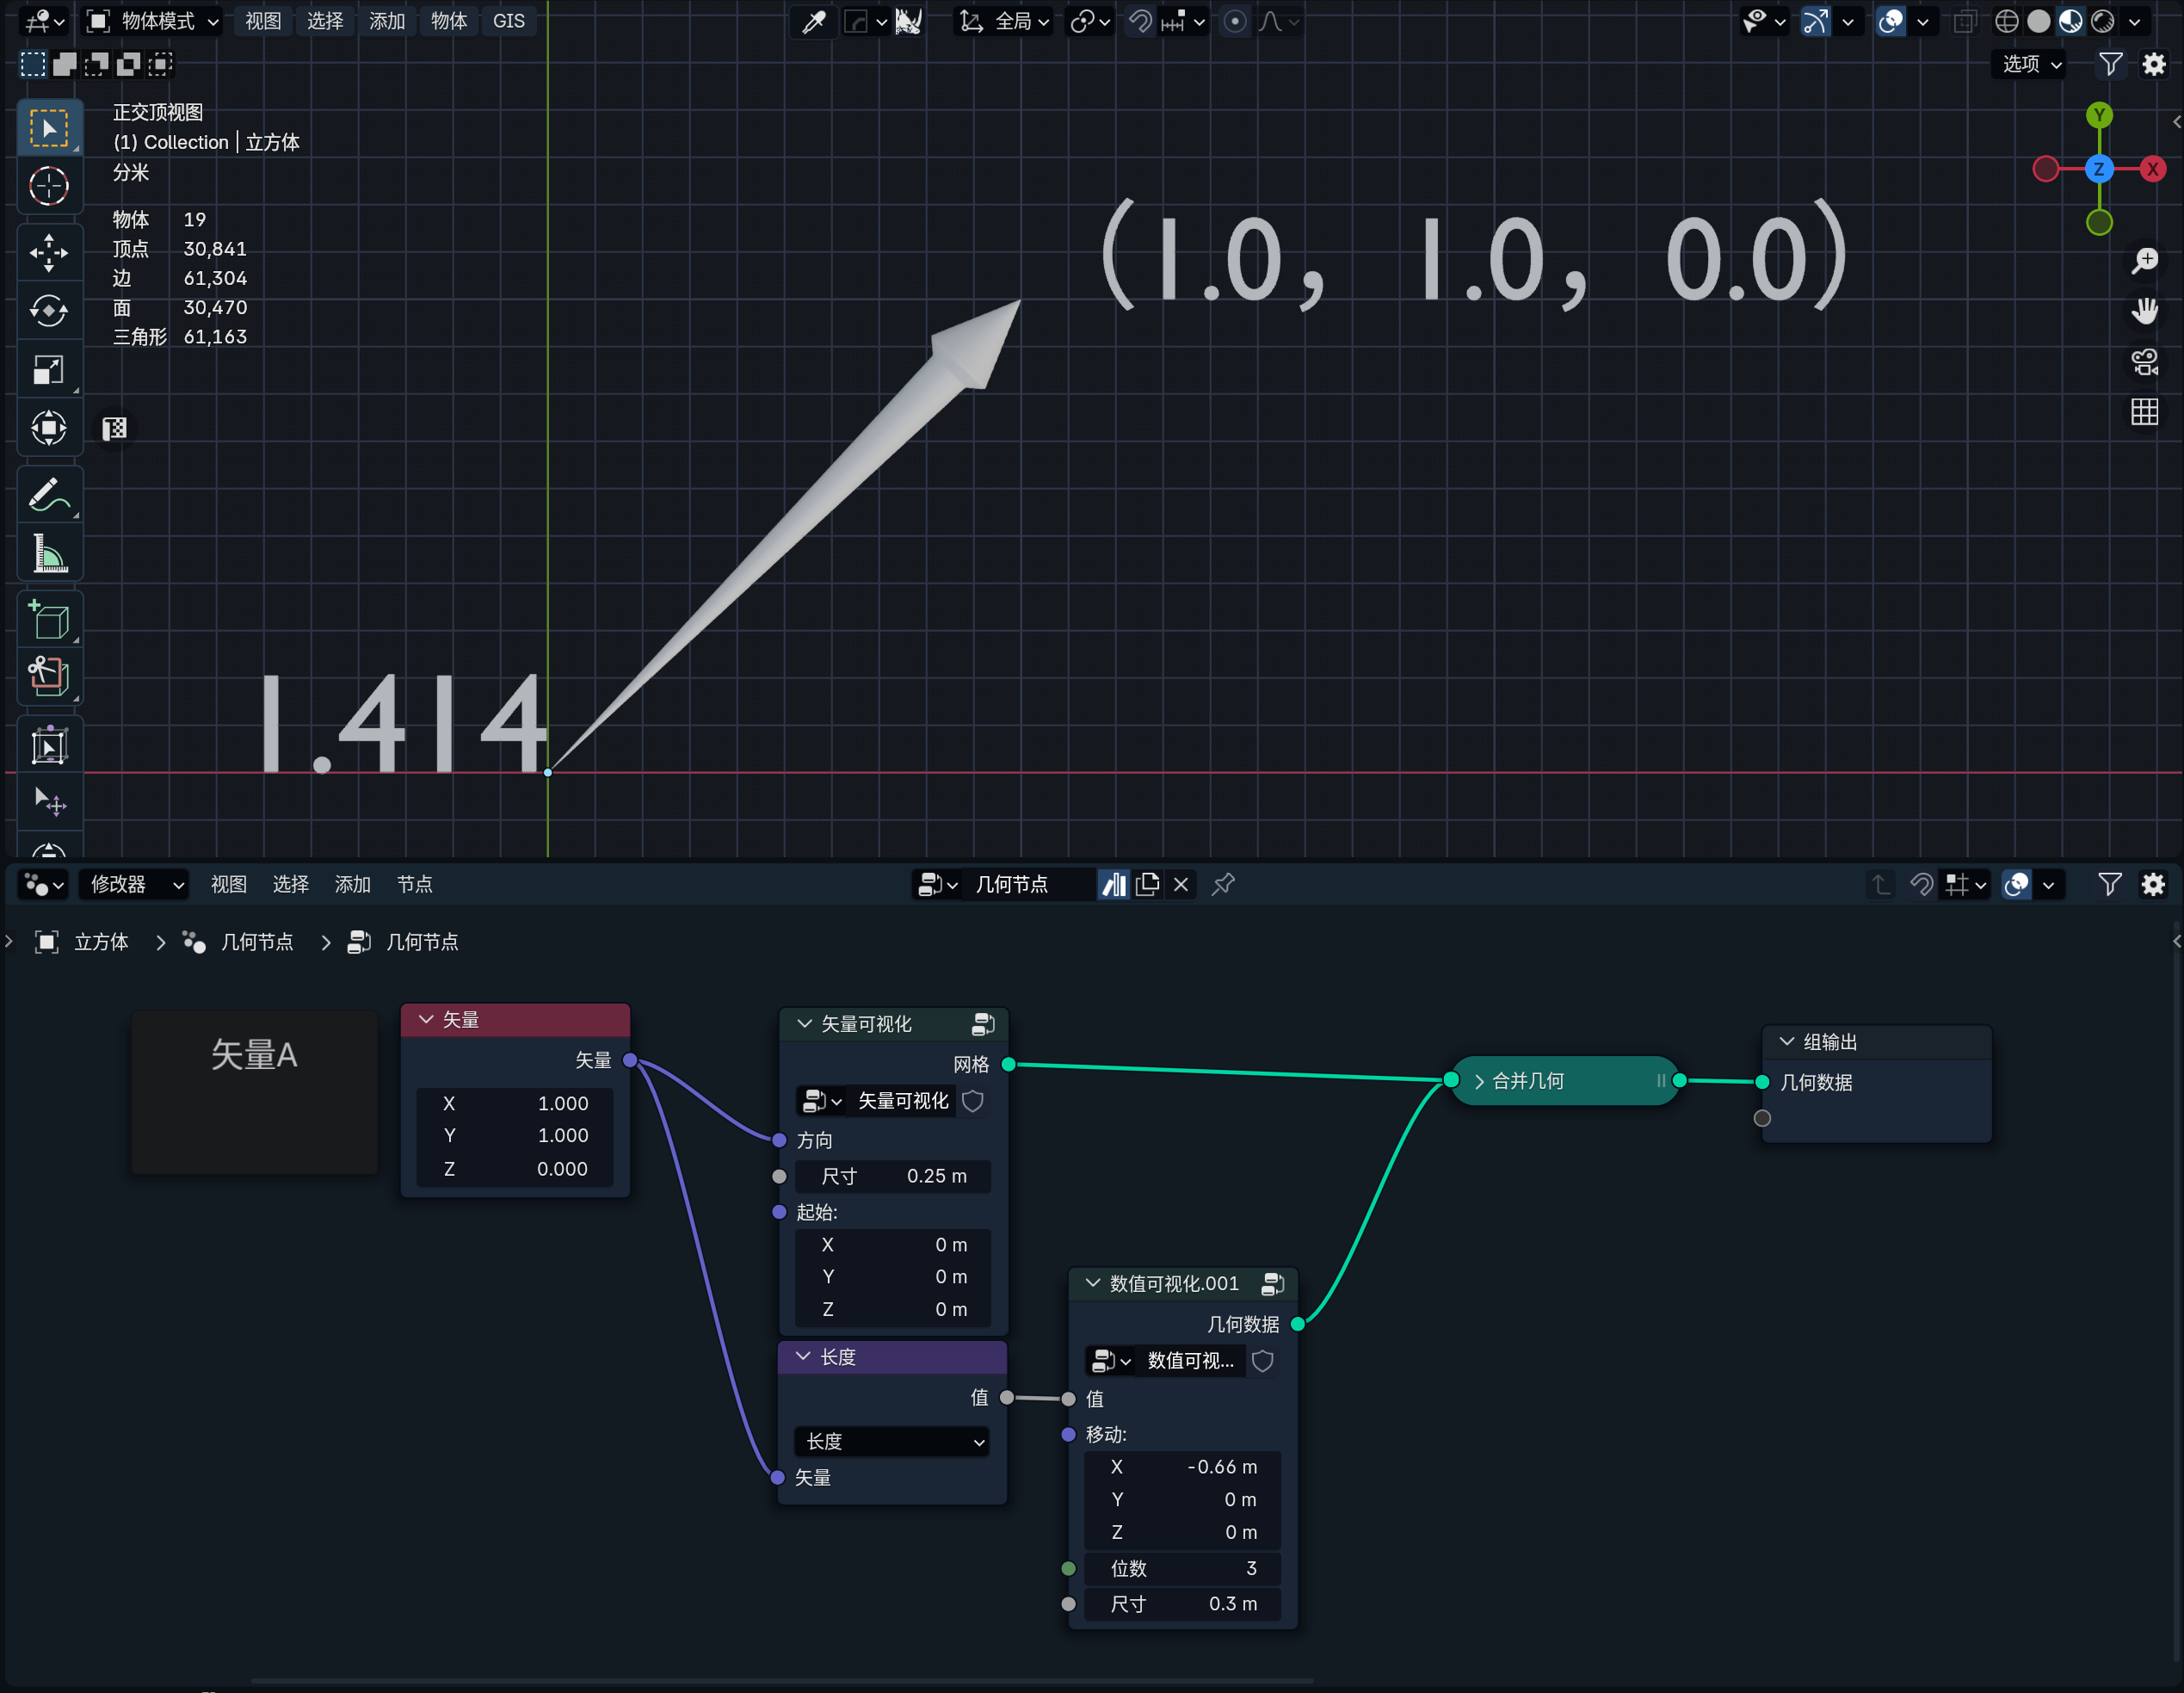 物体模式 视图 选择 添加 物体 GIS 全局
选项
正交顶视图
(1) Collection | 立方体
分米
物体 19
顶点 30,841
边 61,304
面 30,470
三角形 61,163
Y
Z X
(1.0, 1.0, 0.0)
1.414
修改器 视图 选择 添加 节点 几何节点
立方体 > 几何节点 > 几何节点
矢量A
矢量
矢量
X 1.000
Y 1.000
Z 0.000
矢量可视化
网格
矢量可视化
方向
尺寸 0.25 m
起始:
X 0 m
Y 0 m
Z 0 m
长度
值
长度
矢量
数值可视化.001
几何数据
数值可视...
值
移动:
X -0.66 m
Y 0 m
Z 0 m
位数 3
尺寸 0.3 m
合并几何
组输出
几何数据